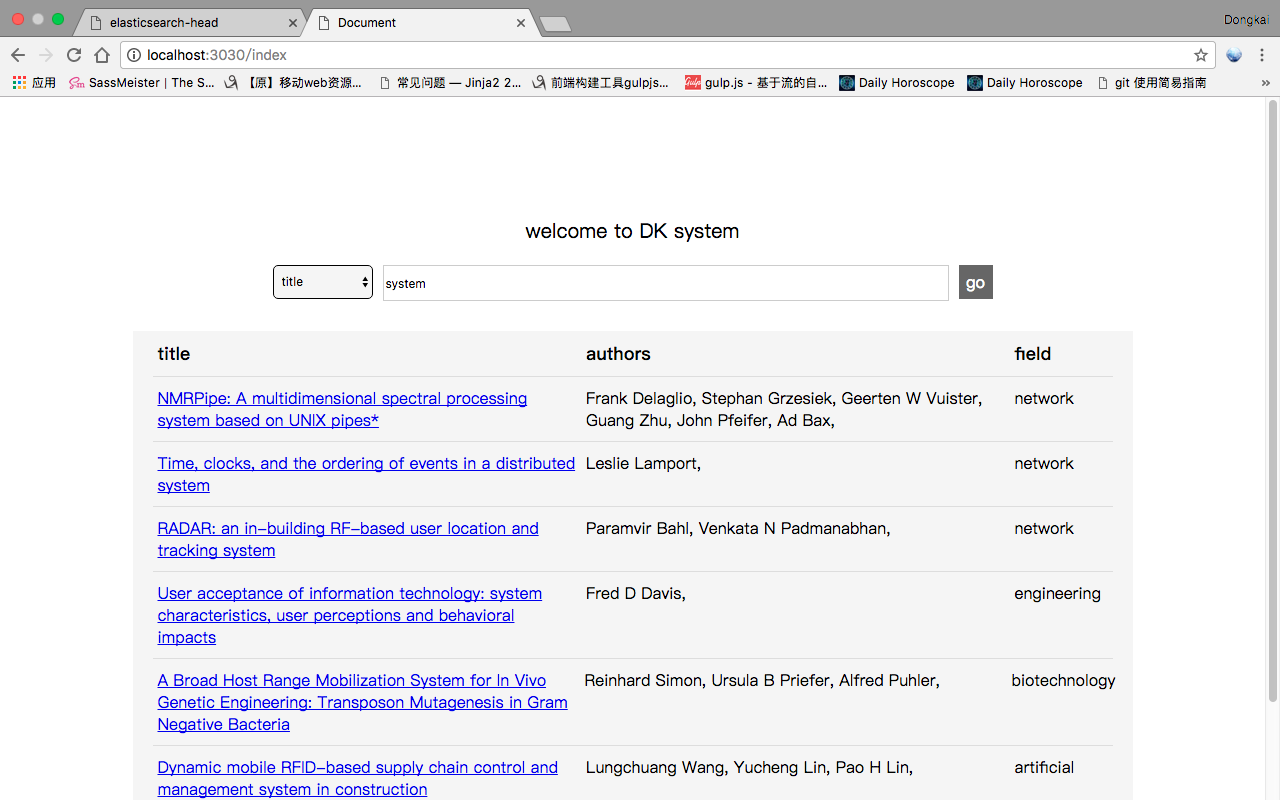 elasticsearch-head
Document
Dongkai
localhost:3030/index
应用
SassMeister | The S...
【原】移动web资源...
常见问题 — Jinja2 2...
前端构建工具gulpjs...
gulp.js - 基于流的自...
Daily Horoscope
Daily Horoscope
git 使用简易指南
»
welcome to DK system
title
system
go
title authors field
NMRPipe: A multidimensional spectral processing
system based on UNIX pipes*
Frank Delaglio, Stephan Grzesiek, Geerten W Vuister,
Guang Zhu, John Pfeifer, Ad Bax,
network
Time, clocks, and the ordering of events in a distributed
system
Leslie Lamport,
network
RADAR: an in-building RF-based user location and
tracking system
Paramvir Bahl, Venkata N Padmanabhan,
network
User acceptance of information technology: system
characteristics, user perceptions and behavioral
impacts
Fred D Davis,
engineering
A Broad Host Range Mobilization System for In Vivo
Genetic Engineering: Transposon Mutagenesis in Gram
Negative Bacteria
Reinhard Simon, Ursula B Priefer, Alfred Puhler,
biotechnology
Dynamic mobile RFID-based supply chain control and
management system in construction
Lungchuang Wang, Yucheng Lin, Pao H Lin,
artificial